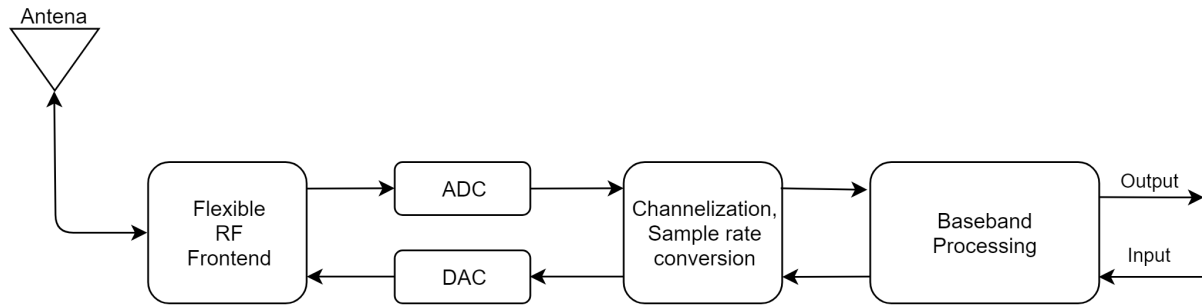 Antena
Flexible
RF
Frontend
ADC
DAC
Channelization,
Sample rate
conversion
Baseband
Processing
Output
Input